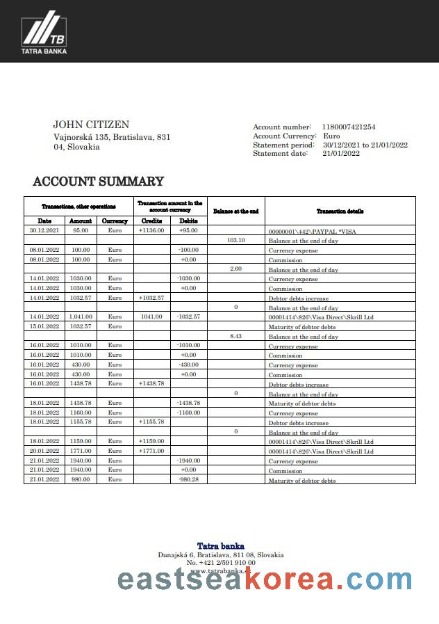 TB
TATRA BANKA
JOHN CITIZEN
Vajnorská 135, Bratislava, 831
04, Slovakia
Account number: 1180007421254
Account Currency: Euro
Statement period: 30/12/2021 to 21/01/2022
Statement date: 21/01/2022
ACCOUNT SUMMARY
Transactions, other operations
Transaction amount in the account currency
Balance at the end
Transaction details
Date Amount Currency Credits Debits
30.12.2021 95.00 Euro +1136.00 +95.00 00000001\442\PAYPAL *VISA
103.10 Balance at the end of day
08.01.2022 100.00 Euro -100.00 Currency expense
08.01.2022 100.00 Euro +0.00 Commission
2.00 Balance at the end of day
14.01.2022 1030.00 Euro -1030.00 Currency expense
14.01.2022 1030.00 Euro +0.00 Commission
14.01.2022 1032.57 Euro +1032.57 Debtor debts increase
0 Balance at the end of day
14.01.2022 1,041.00 Euro 1041.00 -1032.57 00001414\820\Visa Direct\Skrill Ltd
15.01.2022 1032.57 Euro Maturity of debtor debts
8.43 Balance at the end of day
16.01.2022 1010.00 Euro -1010.00 Currency expense
16.01.2022 1010.00 Euro +0.00 Commission
16.01.2022 430.00 Euro -430.00 Currency expense
16.01.2022 430.00 Euro +0.00 Commission
16.01.2022 1438.78 Euro +1438.78 Debtor debts increase
0 Balance at the end of day
18.01.2022 1438.78 Euro -1438.78 Maturity of debtor debts
18.01.2022 1160.00 Euro -1160.00 Currency expense
18.01.2022 1155.78 Euro +1155.78 Debtor debts increase
0 Balance at the end of day
18.01.2022 1159.00 Euro +1159.00 00001414\820\Visa Direct\Skrill Ltd
20.01.2022 1771.00 Euro +1771.00 00001414\820\Visa Direct\Skrill Ltd
21.01.2022 1940.00 Euro -1940.00 Currency expense
21.01.2022 1940.00 Euro +0.00 Commission
21.01.2022 980.00 Euro -980.28 Maturity of debtor debts
Tatra banka
Dunajská 6, Bratislava, 811 08, Slovakia
No. +421 2/591 910 00
eastseakorea.com